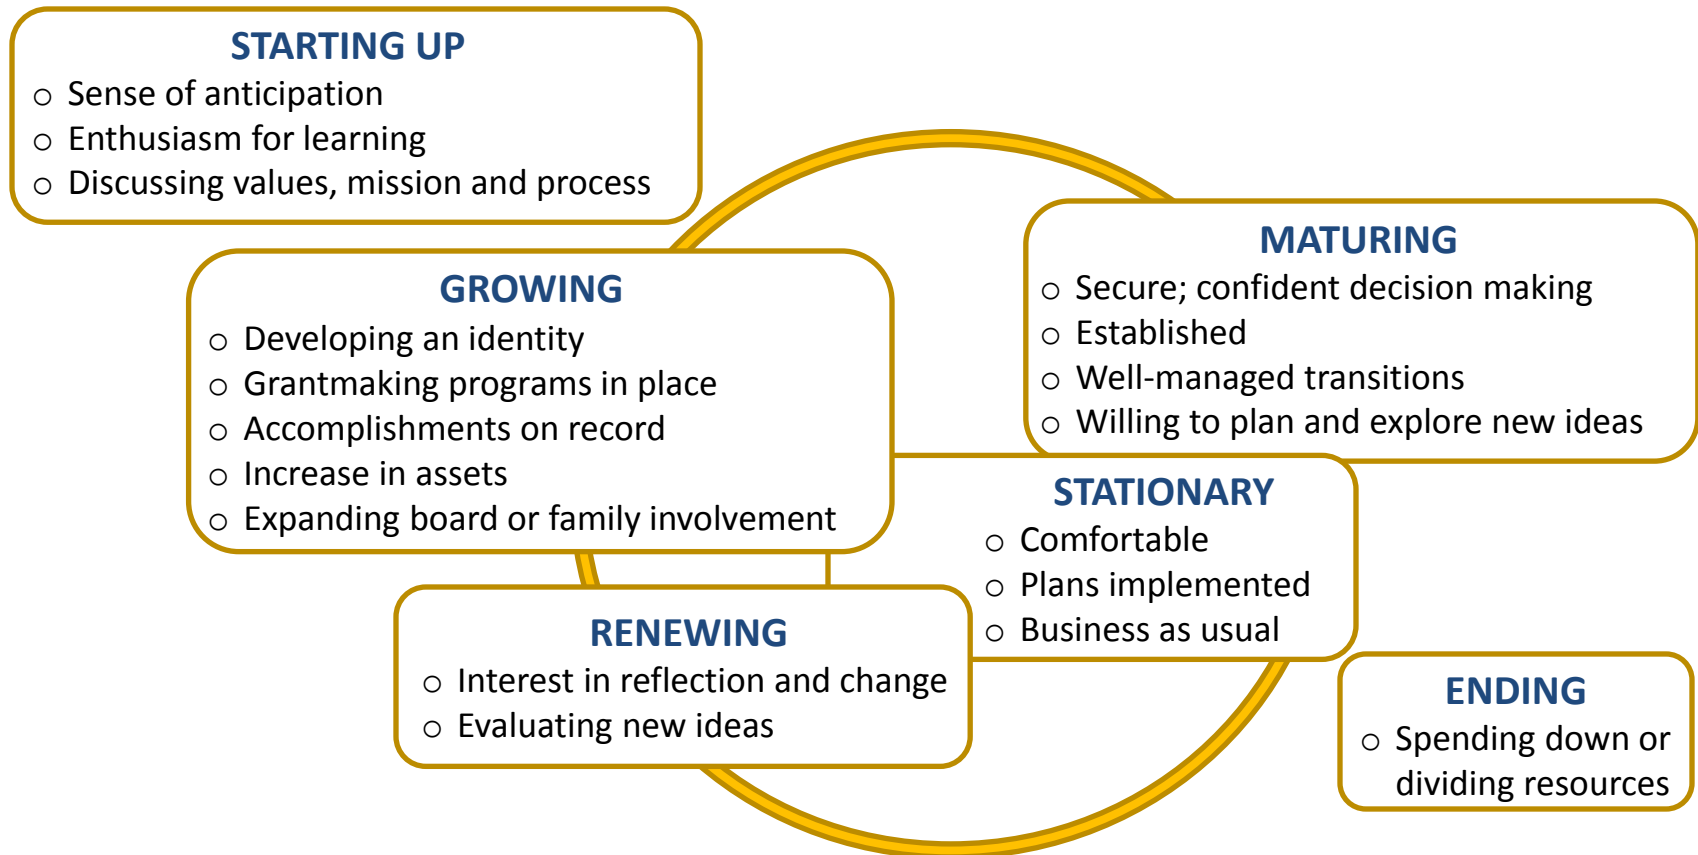 STARTING UP
o Sense of anticipation
o Enthusiasm for learning
o Discussing values, mission and process
GROWING
o Developing an identity
o Grantmaking programs in place
o Accomplishments on record
o Increase in assets
o Expanding board or family involvement
MATURING
o Secure; confident decision making
o Established
o Well-managed transitions
o Willing to plan and explore new ideas
STATIONARY
o Comfortable
o Plans implemented
o Business as usual
RENEWING
o Interest in reflection and change
o Evaluating new ideas
ENDING
o Spending down or
dividing resources